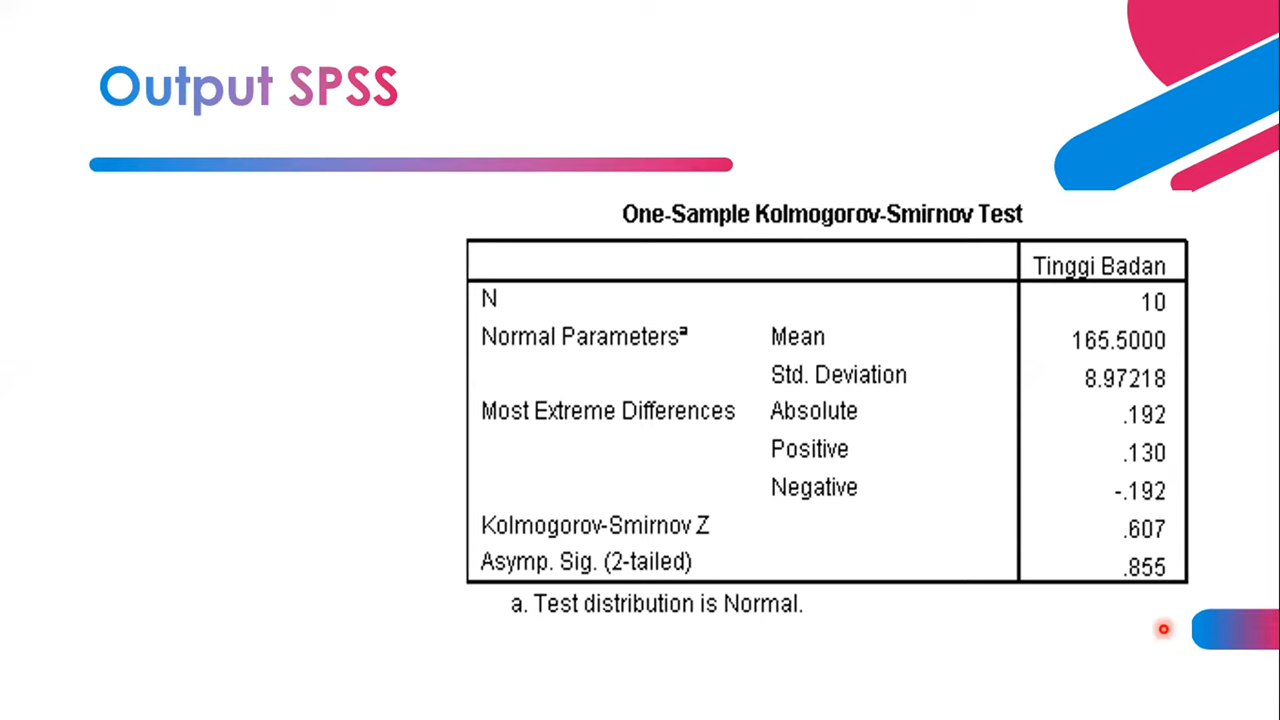 Output SPSS
One-Sample Kolmogorov-Smirnov Test
Tinggi Badan
N 10
Normal Parametersª Mean 165.5000
Std. Deviation 8.97218
Most Extreme Differences Absolute .192
Positive .130
Negative -.192
Kolmogorov-Smirnov Z .607
Asymp. Sig. (2-tailed) .855
a. Test distribution is Normal.